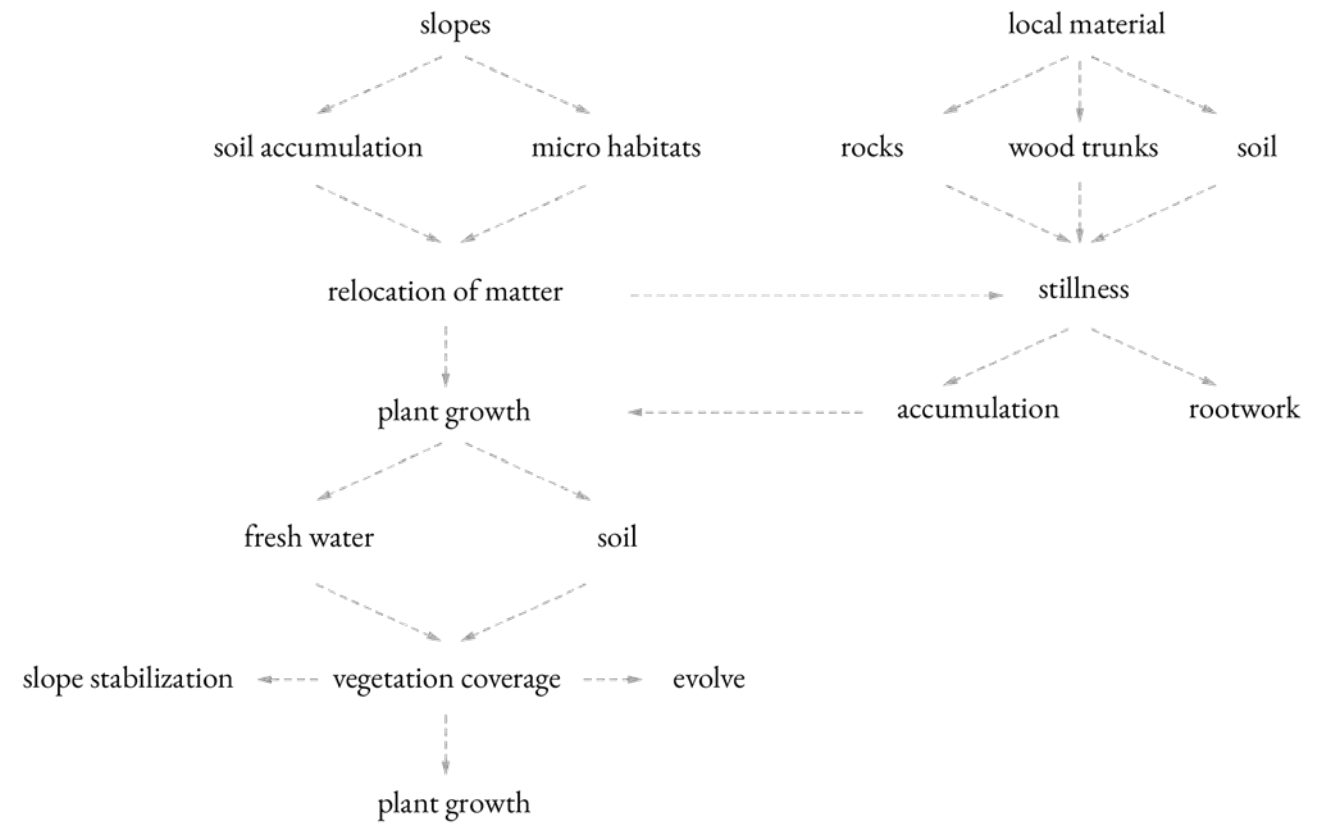 slopes
local material
soil accumulation
micro habitats
rocks
wood trunks
soil
relocation of matter
stillness
plant growth
accumulation
rootwork
fresh water
soil
slope stabilization
vegetation coverage
evolve
plant growth